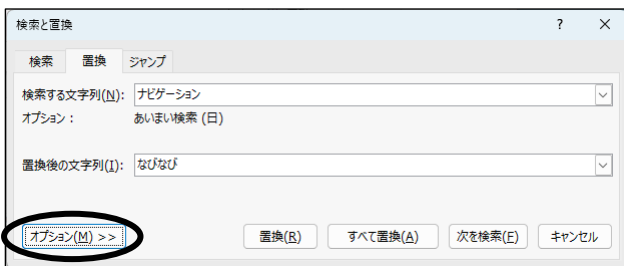 検索と置換 ? ×
検索 置換 ジャンプ
検索する文字列(N): ナビゲーション
オプション： あいまい検索 (日)
置換後の文字列(I): なびなび
オプション(M) >> 置換(R) すべて置換(A) 次を検索(F) キャンセル